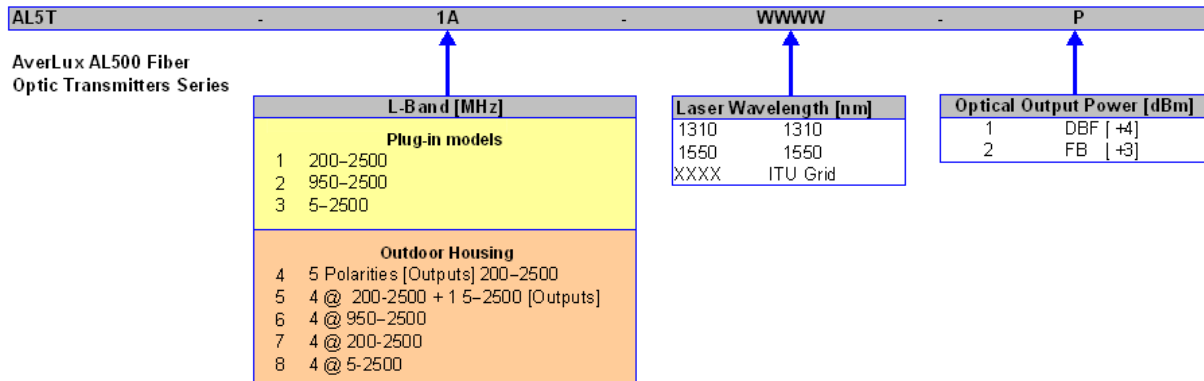 AL5T - 1A - WWWW - P
AverLux AL500 Fiber
Optic Transmitters Series
L-Band [MHz]
Plug-in models
1 200–2500
2 950–2500
3 5–2500
Outdoor Housing
4 5 Polarities [Outputs] 200–2500
5 4 @ 200-2500 + 1 5–2500 [Outputs]
6 4 @ 950–2500
7 4 @ 200-2500
8 4 @ 5-2500
Laser Wavelength [nm]
1310 1310
1550 1550
XXXX ITU Grid
Optical Output Power [dBm]
1 DBF [ +4]
2 FB [ +3]